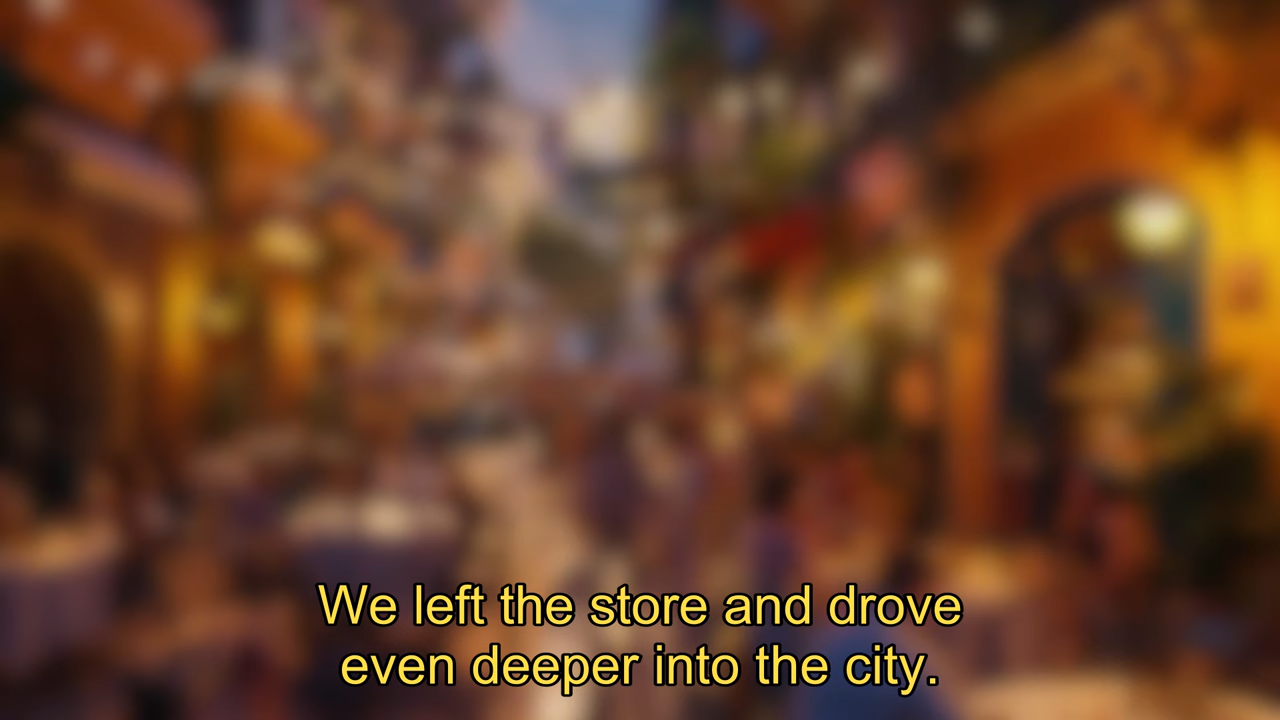 We left the store and drove
even deeper into the city.